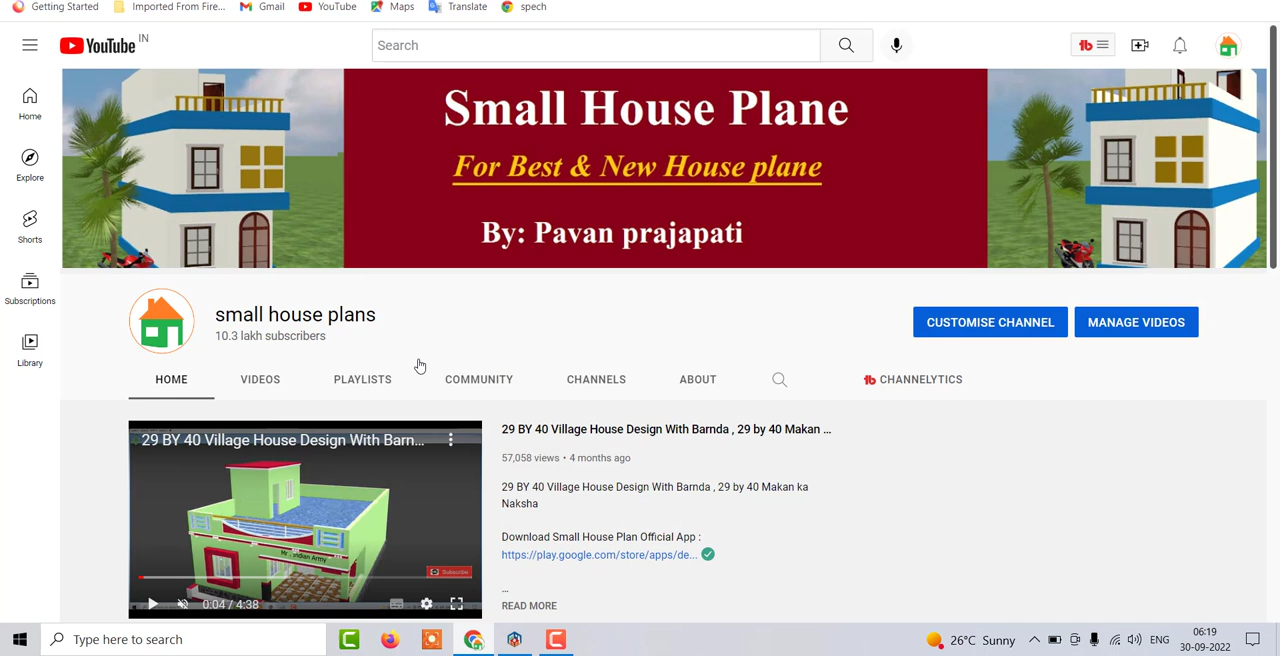 Getting Started
Imported From Fire...
Gmail
YouTube
Maps
Translate
spech
YouTube IN
Search
Small House Plane
For Best & New House plane
By: Pavan prajapati
Home
Explore
Shorts
Subscriptions
Library
small house plans
10.3 lakh subscribers
CUSTOMISE CHANNEL
MANAGE VIDEOS
HOME
VIDEOS
PLAYLISTS
COMMUNITY
CHANNELS
ABOUT
CHANNELYTICS
29 BY 40 Village House Design With Barn...
Indian Army
Subscribe
0:04 / 4:38
29 BY 40 Village House Design With Barnda , 29 by 40 Makan ...
57,058 views • 4 months ago
29 BY 40 Village House Design With Barnda , 29 by 40 Makan ka
Naksha
Download Small House Plan Official App :
https://play.google.com/store/apps/de...
...
READ MORE
Type here to search
26°C Sunny
ENG
06:19
30-09-2022